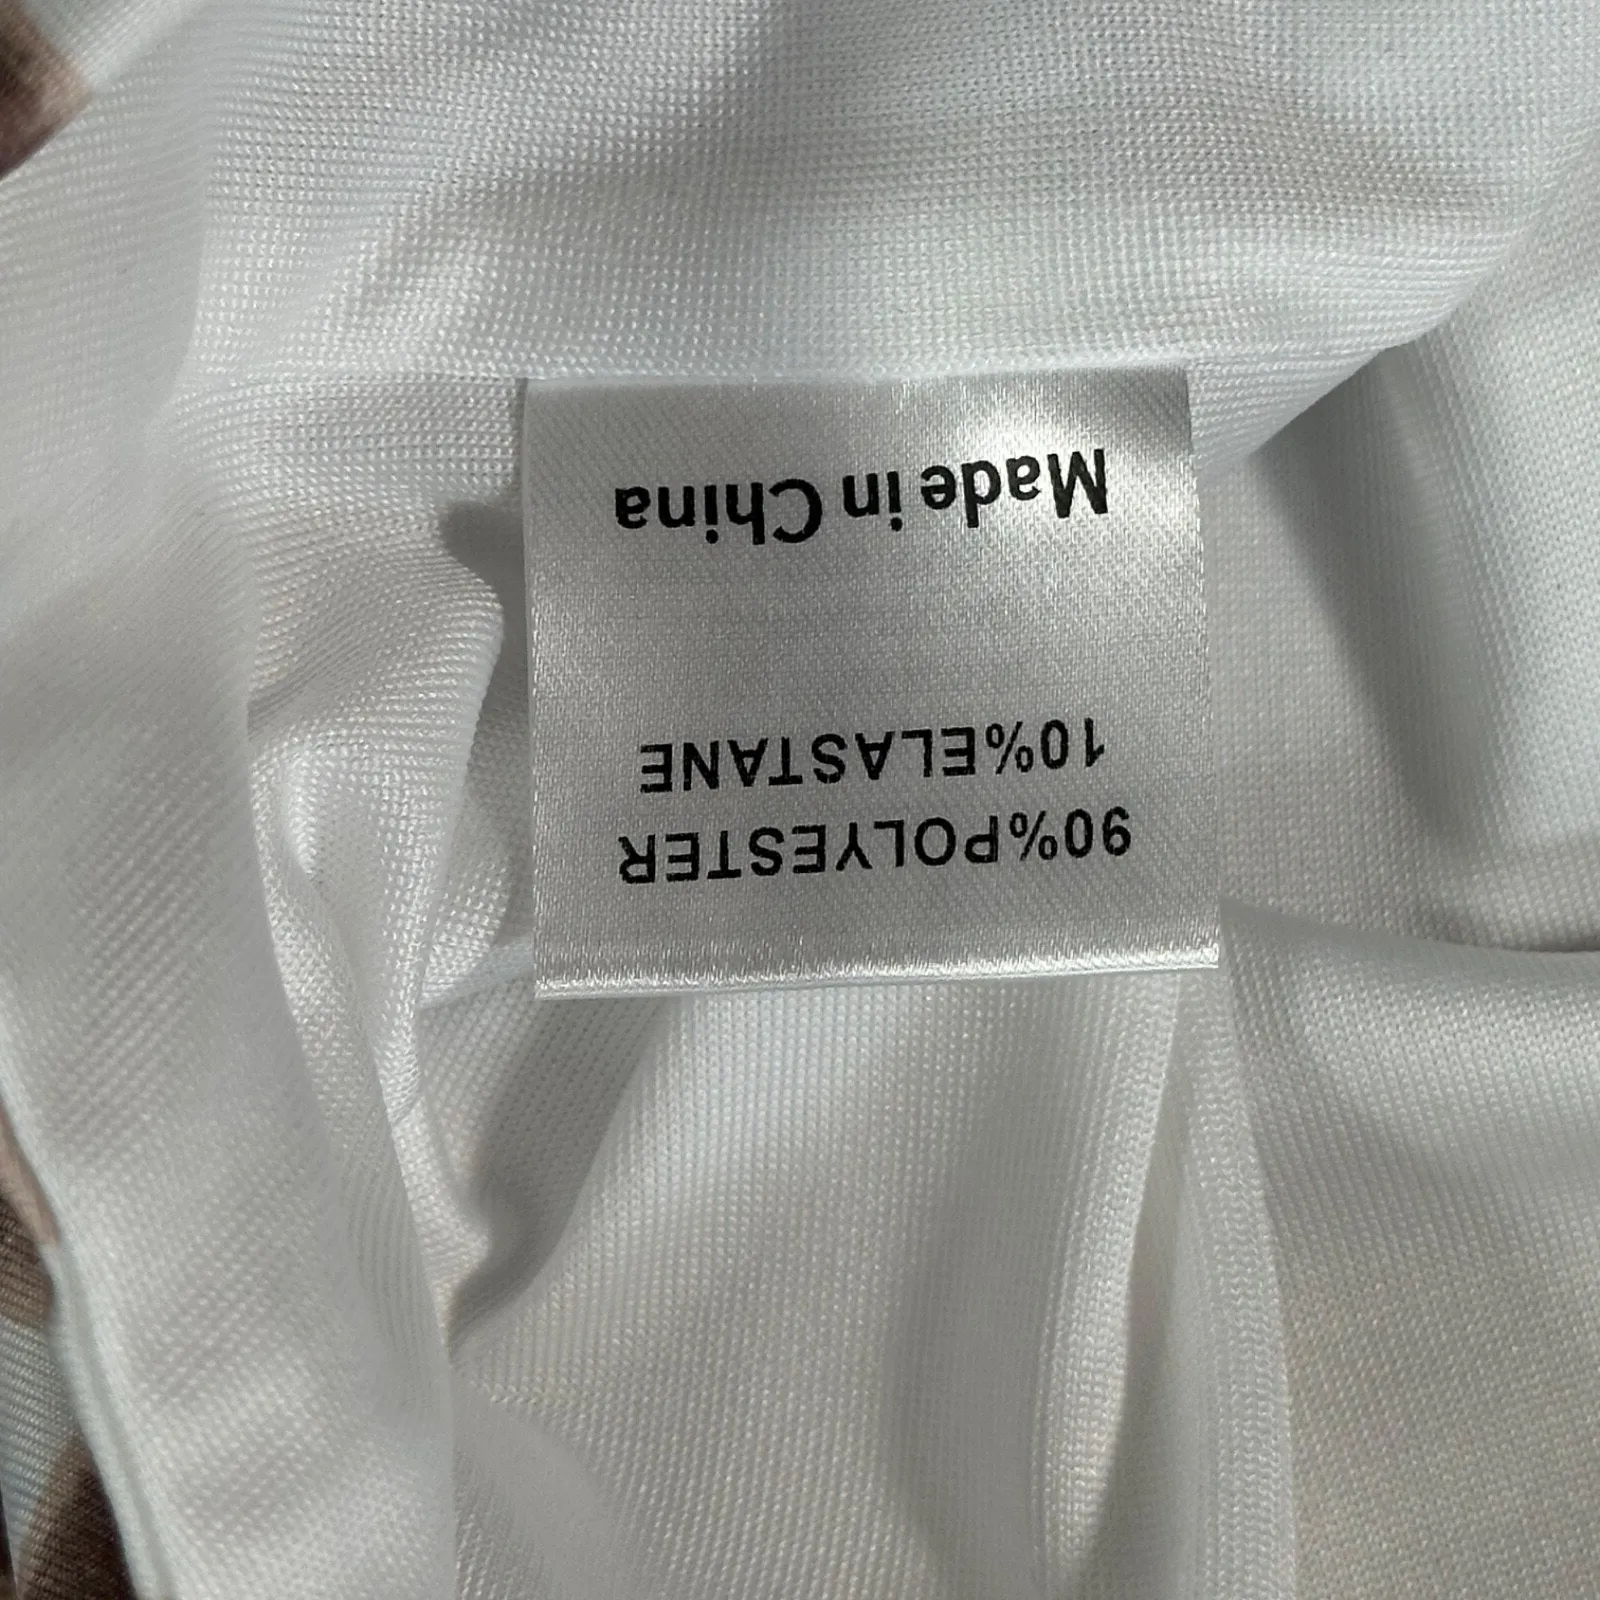 90%POLYESTER
10%ELASTANE
Made in China